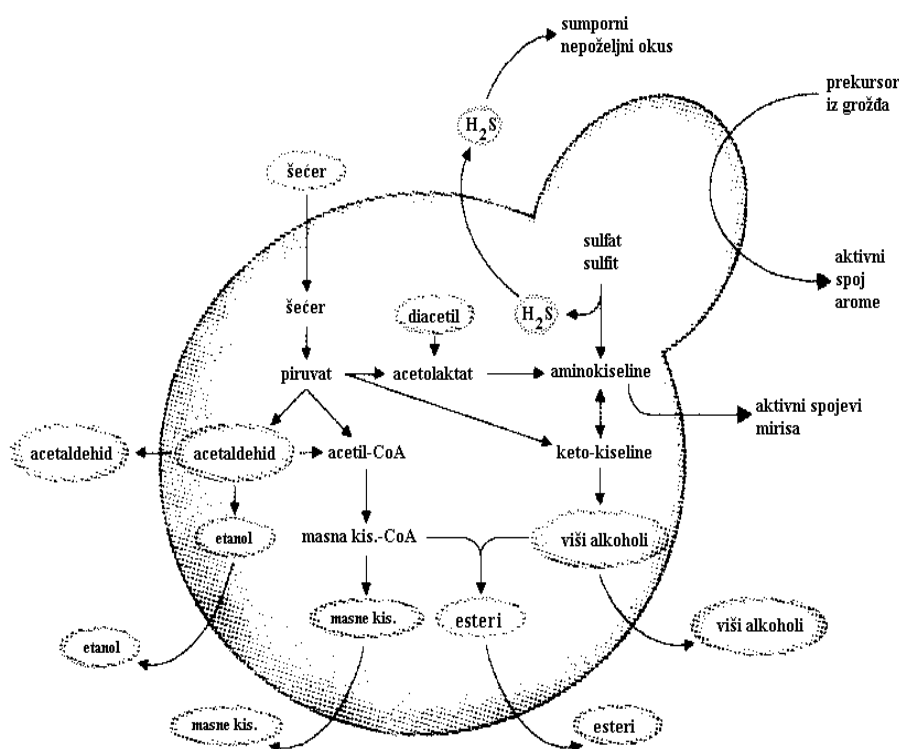 sumporni
nepoželjni okus
prekursor
iz grožđa
H₂S
šećer
sulfat
sulfit
aktivni
spoj
arome
šećer
diacetil
H₂S
piruvat
acetolaktat
aminokiseline
aktivni spojevi
mirisa
acetaldehid
acetaldehid
acetil-CoA
keto-kiseline
etanol
masna kis.-CoA
viši alkoholi
masne kis.
esteri
viši alkoholi
etanol
masne kis.
esteri